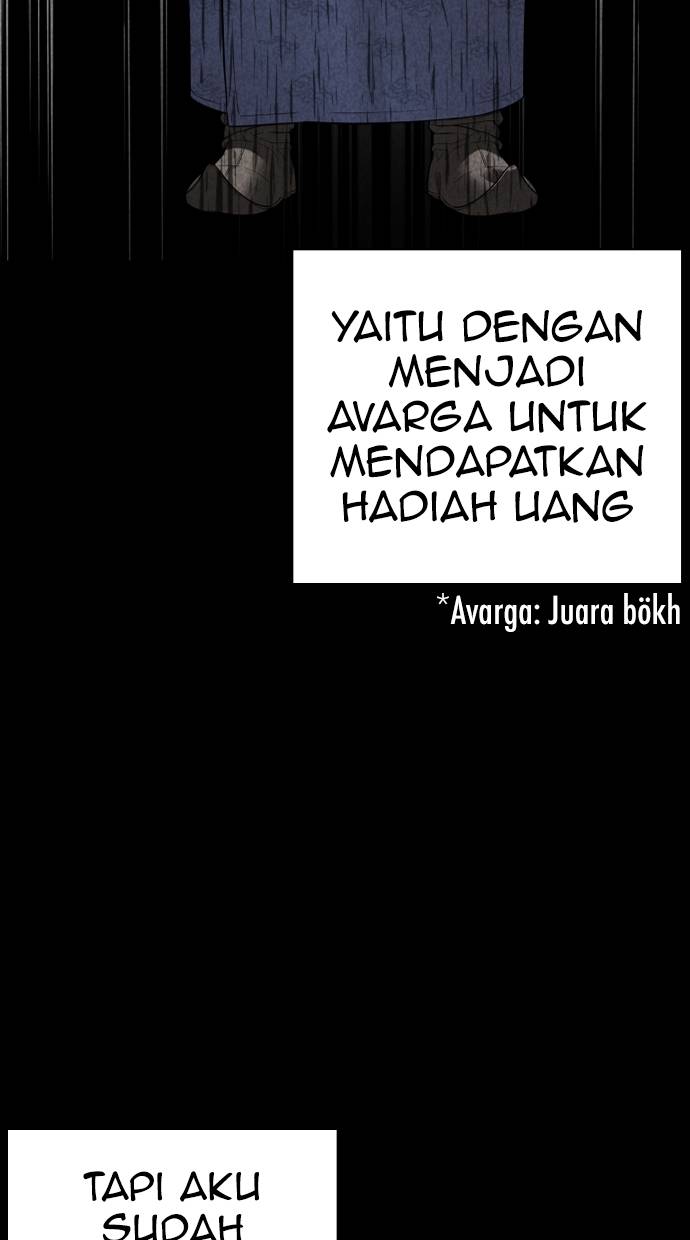 YAITU DENGAN
MENJADI
AVARGA UNTUK
MENDAPATKAN
HADIAH UANG
*Avarga: Juara bökh
TAPI AKU
SUDAH